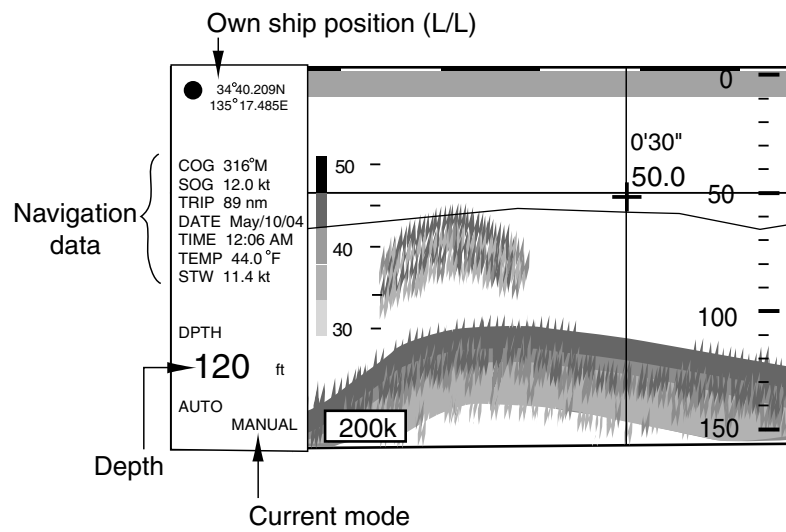 Own ship position (L/L)
34°40.209N
135°17.485E
Navigation
data
COG 316°M
SOG 12.0 kt
TRIP 89 nm
DATE May/10/04
TIME 12:06 AM
TEMP 44.0 °F
STW 11.4 kt
DPTH
120 ft
AUTO
MANUAL
Depth
Current mode
50
40
30
200k
0'30"
50.0
0
50
100
150